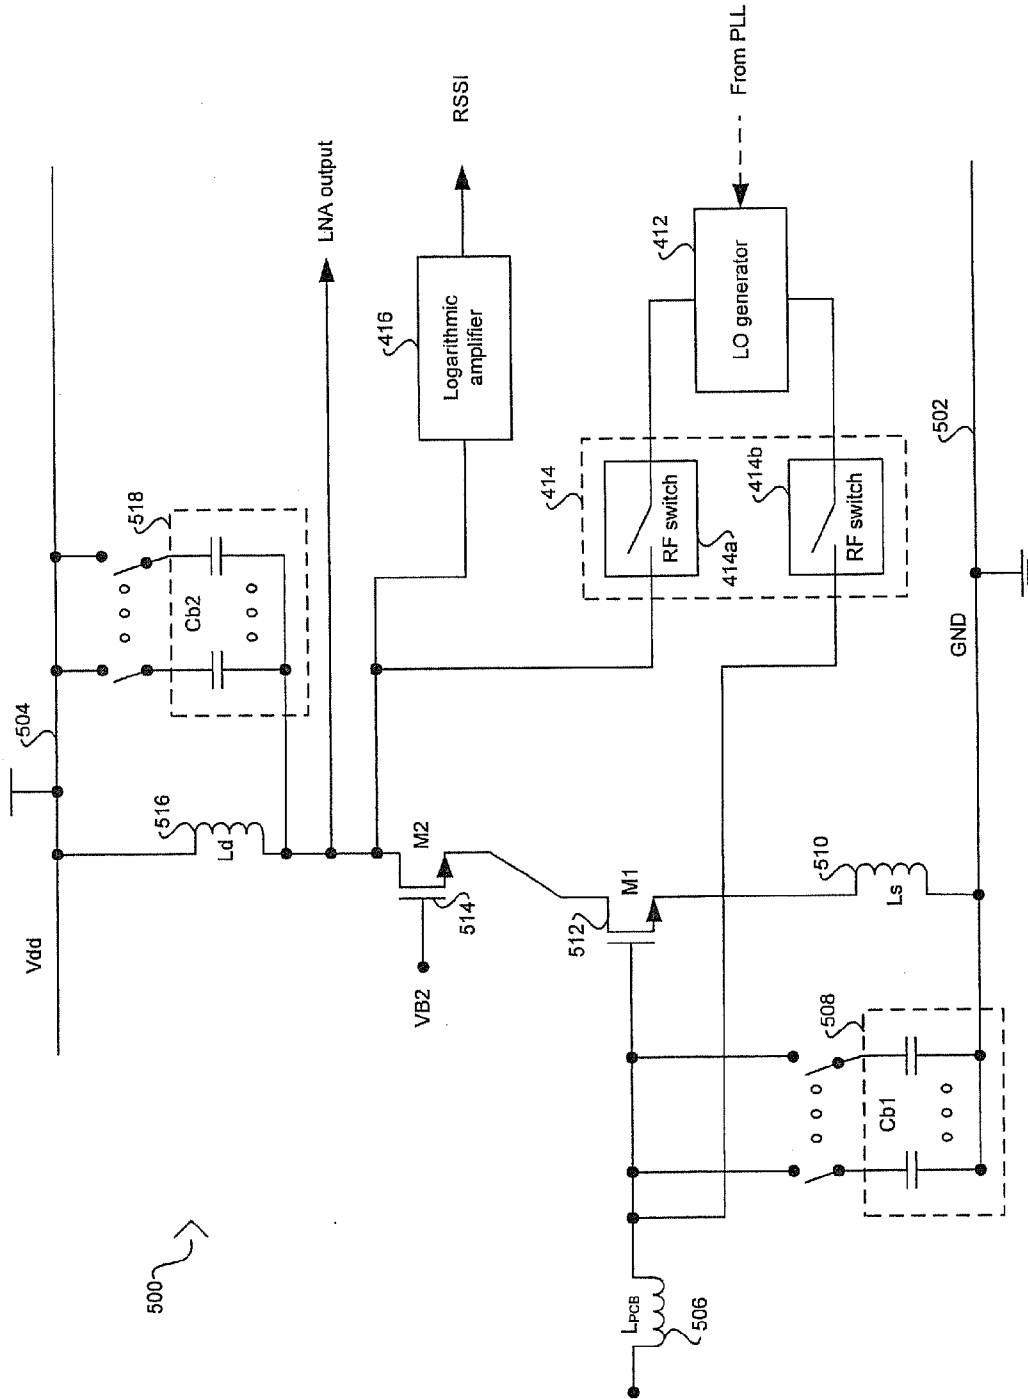 500
Vdd
504
516
Ld
518
Cb2
LNA output
RSSI
416
Logarithmic
amplifier
M2
514
VB2
M1
512
510
Ls
414
RF switch
414a
414b
RF switch
412
LO generator
From PLL
502
GND
LPCB
506
508
Cb1